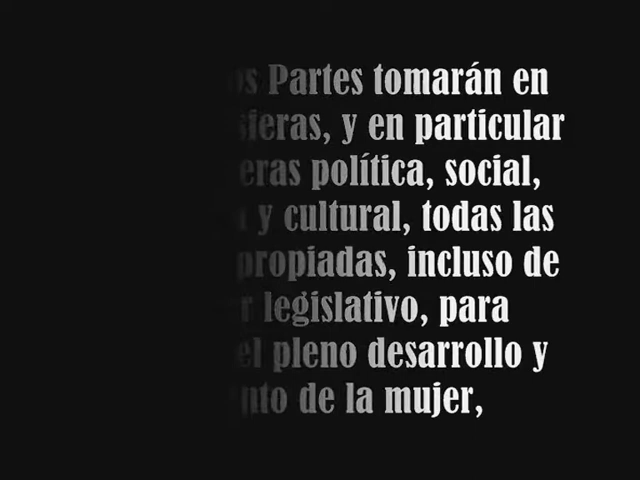 Partes tomarán en
y en particular
política, social,
y cultural, todas las
incluso de
legislativo, para
el pleno desarrollo y
de la mujer,